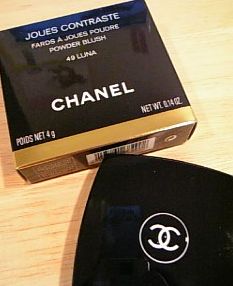 JOUES CONTRASTE
FARDS À JOUES POUDRE
POWDER BLUSH
49 LUNA
CHANEL
POIDS NET 4 g
NET WT. 0.14 OZ.